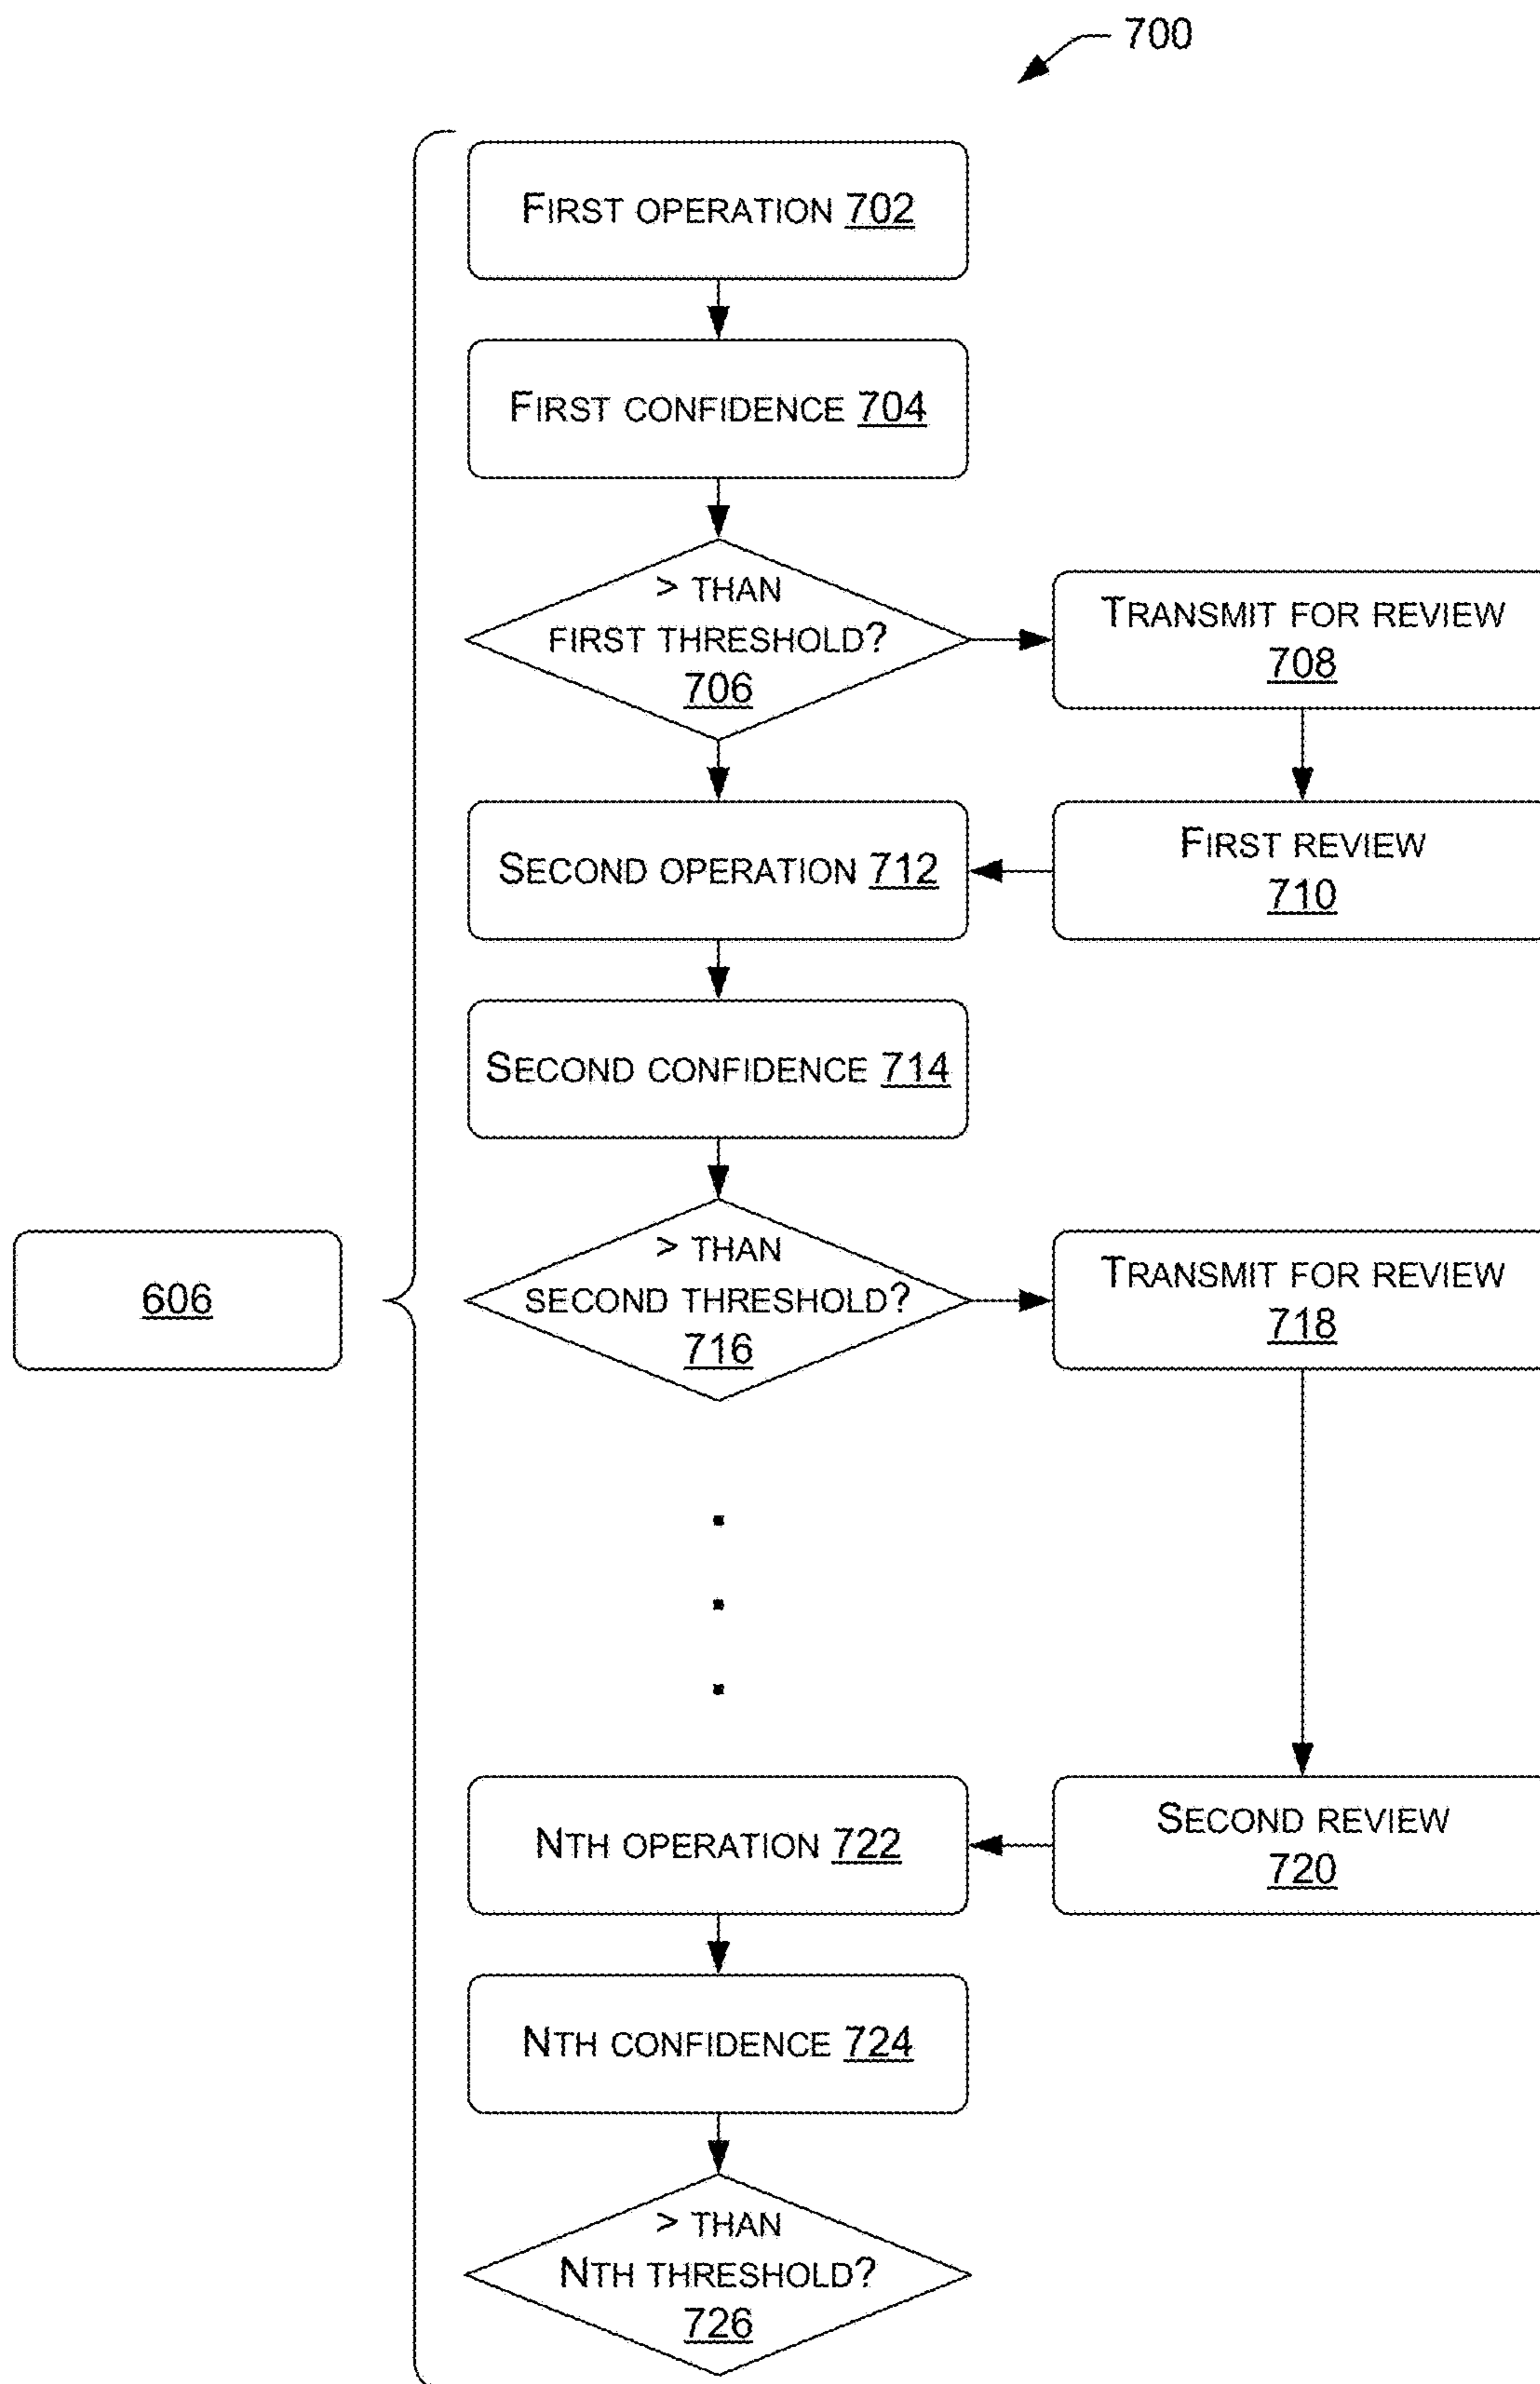 700
First operation 702
First confidence 704
> than
first threshold?
706
Transmit for review
708
Second operation 712
First review
710
Second confidence 714
606
> than
second threshold?
716
Transmit for review
718
.
.
.
Nth operation 722
Second review
720
Nth confidence 724
> than
Nth threshold?
726